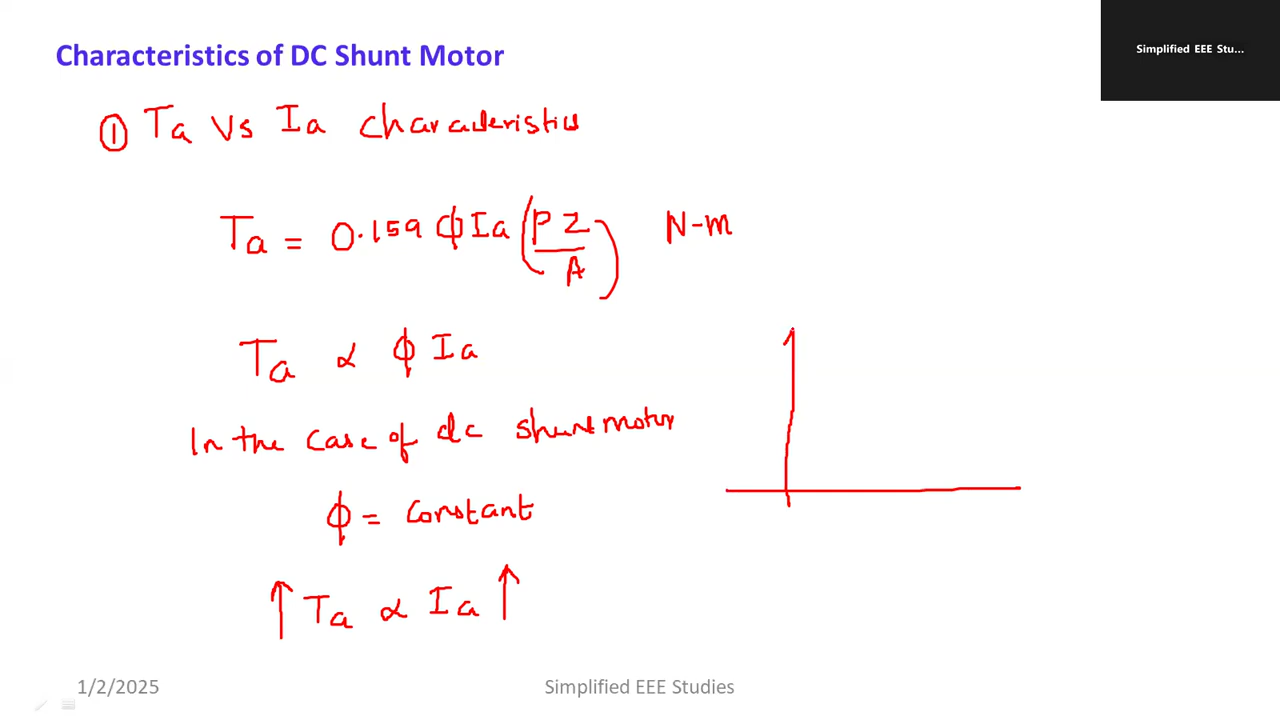 Simplified EEE Stu...
Characteristics of DC Shunt Motor
① Ta Vs Ia characteristics
Ta = 0.159 ϕ Ia (PZ/A) N-m
Ta ∝ ϕ Ia
In the case of dc shunt motor
ϕ = constant
↑ Ta ∝ Ia ↑
1/2/2025
Simplified EEE Studies